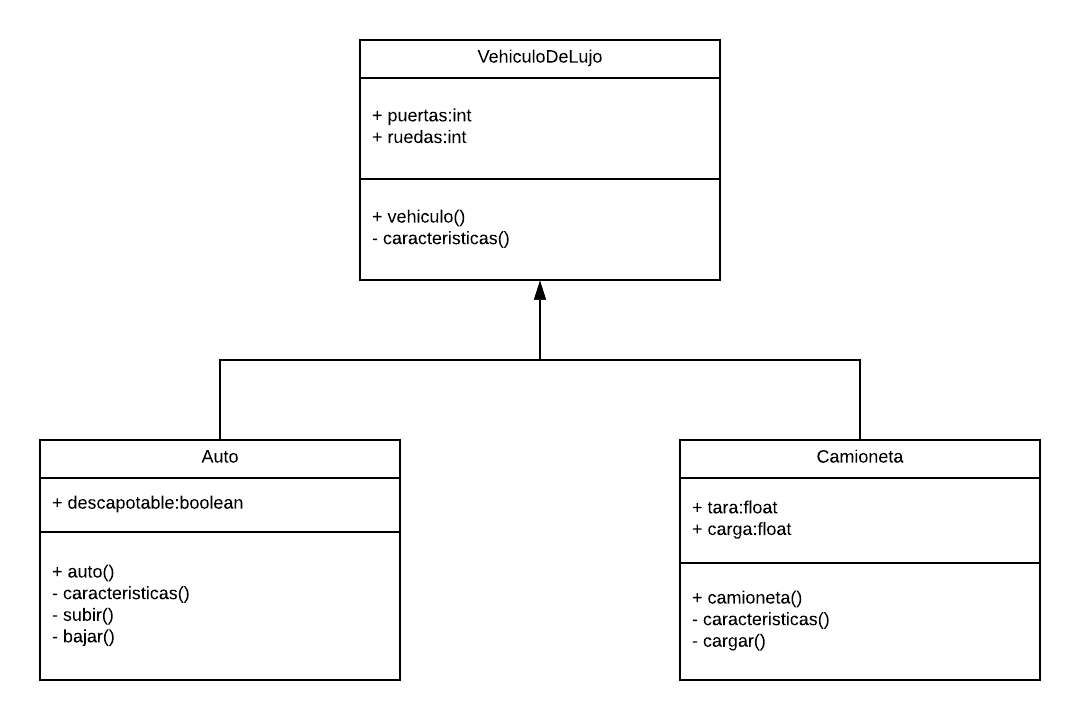 VehiculoDeLujo
+ puertas:int
+ ruedas:int
+ vehiculo()
- caracteristicas()
Auto
+ descapotable:boolean
+ auto()
- caracteristicas()
- subir()
- bajar()
Camioneta
+ tara:float
+ carga:float
+ camioneta()
- caracteristicas()
- cargar()